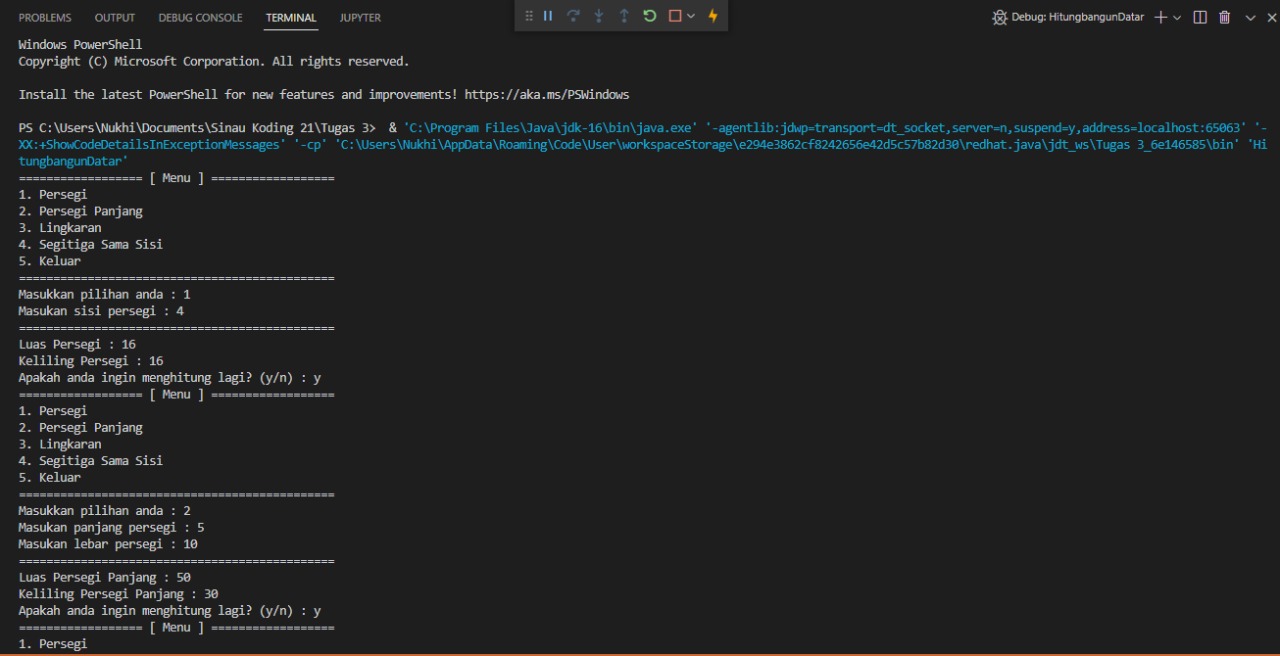 PROBLEMS OUTPUT DEBUG CONSOLE TERMINAL JUPYTER Debug: HitungbangunDatar
Windows PowerShell
Copyright (C) Microsoft Corporation. All rights reserved.
Install the latest PowerShell for new features and improvements! https://aka.ms/PSWindows
PS C:\Users\Nukhi\Documents\Sinau Koding 21\Tugas 3> & 'C:\Program Files\Java\jdk-16\bin\java.exe' '-agentlib:jdwp=transport=dt_socket,server=n,suspend=y,address=localhost:65063' '-
XX:+ShowCodeDetailsInExceptionMessages' '-cp' 'C:\Users\Nukhi\AppData\Roaming\Code\User\workspaceStorage\e294e3862cf8242656e42d5c57b82d30\redhat.java\jdt_ws\Tugas 3_6e146585\bin' 'Hi
tungbangunDatar'
================== [ Menu ] ==================
1. Persegi
2. Persegi Panjang
3. Lingkaran
4. Segitiga Sama Sisi
5. Keluar
==============================================
Masukkan pilihan anda : 1
Masukan sisi persegi : 4
==============================================
Luas Persegi : 16
Keliling Persegi : 16
Apakah anda ingin menghitung lagi? (y/n) : y
================== [ Menu ] ==================
1. Persegi
2. Persegi Panjang
3. Lingkaran
4. Segitiga Sama Sisi
5. Keluar
==============================================
Masukkan pilihan anda : 2
Masukan panjang persegi : 5
Masukan lebar persegi : 10
==============================================
Luas Persegi Panjang : 50
Keliling Persegi Panjang : 30
Apakah anda ingin menghitung lagi? (y/n) : y
================== [ Menu ] ==================
1. Persegi